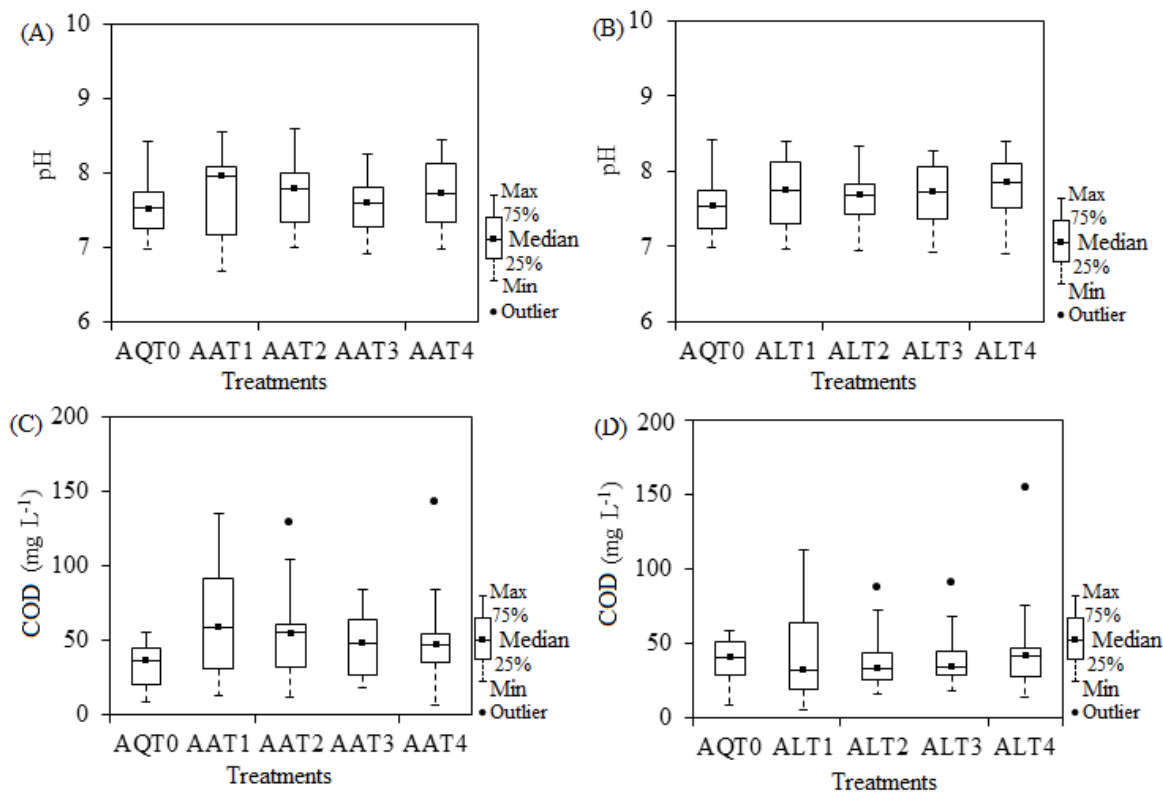 (A)
10
9
8
7
6
pH
Max
75%
Median
25%
Min
Outlier
AQT0 AAT1 AAT2 AAT3 AAT4
Treatments
(B)
10
9
8
7
6
pH
Max
75%
Median
25%
Min
Outlier
AQT0 ALT1 ALT2 ALT3 ALT4
Treatments
(C)
200
150
100
50
0
COD (mg L-1)
Max
75%
Median
25%
Min
Outlier
AQT0 AAT1 AAT2 AAT3 AAT4
Treatments
(D)
200
150
100
50
0
COD (mg L-1)
Max
75%
Median
25%
Min
Outlier
AQT0 ALT1 ALT2 ALT3 ALT4
Treatments